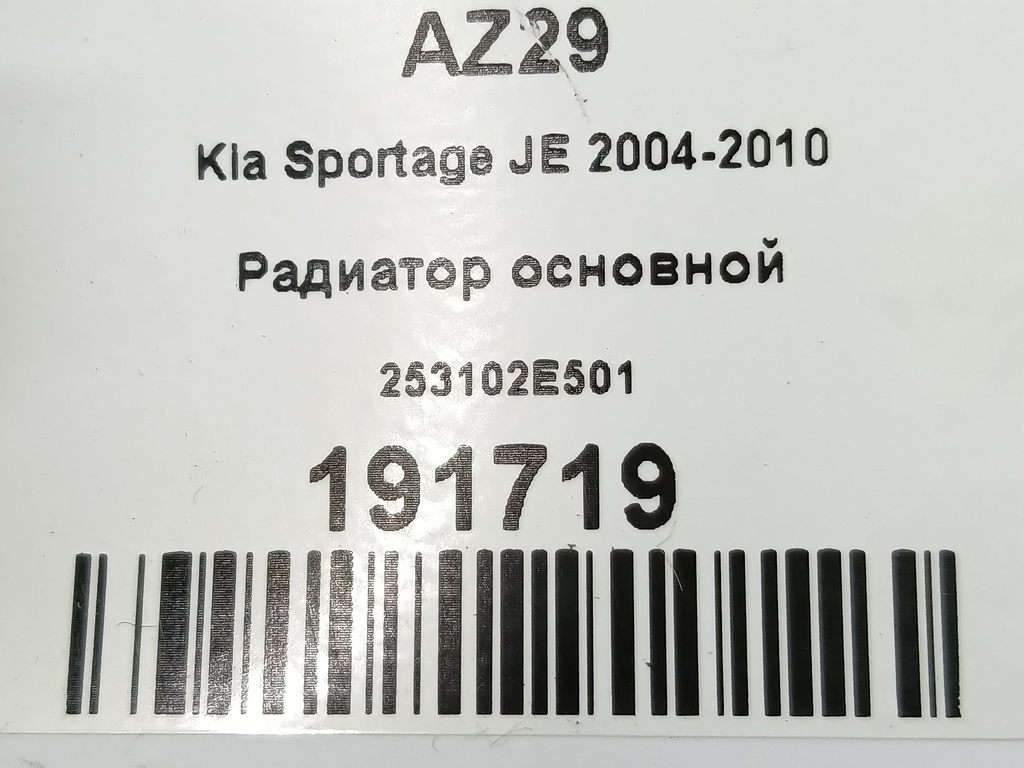 AZ29
Kia Sportage JE 2004-2010
Радиатор основной
253102E501
191719